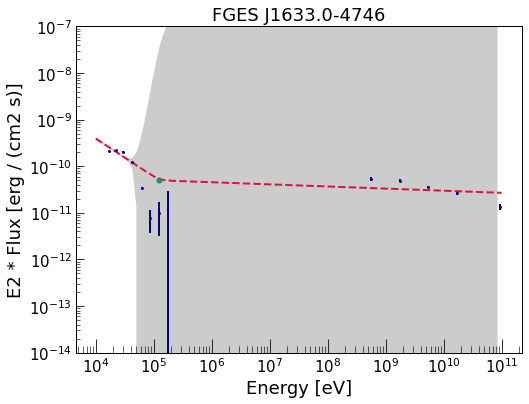 FGES J1633.0-4746
E2 * Flux [erg / (cm2 s)]
10⁻⁷
10⁻⁸
10⁻⁹
10⁻¹⁰
10⁻¹¹
10⁻¹²
10⁻¹³
10⁻¹⁴
10⁴ 10⁵ 10⁶ 10⁷ 10⁸ 10⁹ 10¹⁰ 10¹¹
Energy [eV]